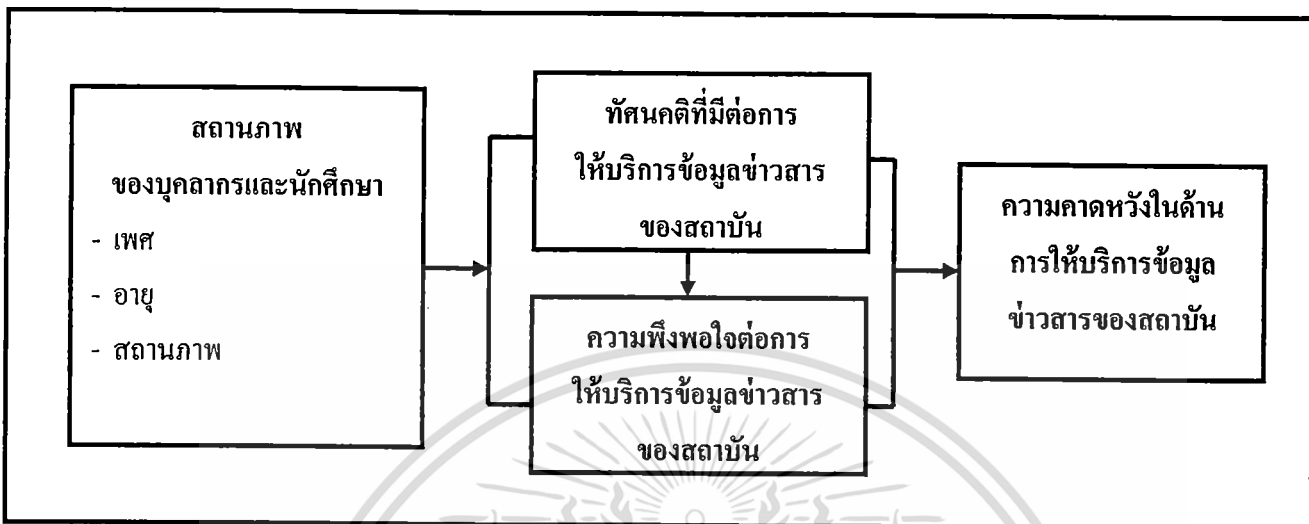 สถานภาพ
ของบุคลากรและนักศึกษา
- เพศ
- อายุ
- สถานภาพ
ทัศนคติที่มีต่อการ
ให้บริการข้อมูลข่าวสาร
ของสถาบัน
ความพึงพอใจต่อการ
ให้บริการข้อมูลข่าวสาร
ของสถาบัน
ความคาดหวังในด้าน
การให้บริการข้อมูล
ข่าวสารของสถาบัน